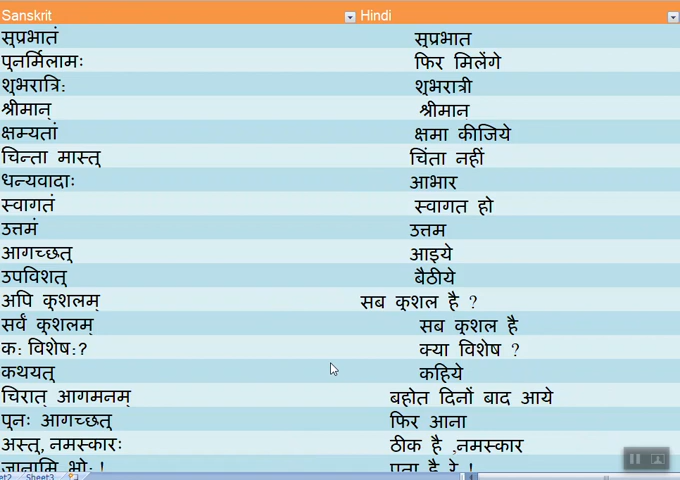 Sanskrit Hindi
सुप्रभातं सुप्रभात
पुनर्मिलामः फिर मिलेंगे
शुभरात्रि: शुभरात्री
श्रीमान् श्रीमान
क्षम्यतां क्षमा कीजिये
चिन्ता मास्तु चिंता नहीं
धन्यवादाः आभार
स्वागतं स्वागत हो
उत्तमं उत्तम
आगच्छतु आइये
उपविशतु बैठीये
अपि कुशलम् सब कुशल है ?
सर्वं कुशलम् सब कुशल है
क: विशेष:? क्या विशेष ?
कथयतु कहिये
चिरात् आगमनम् बहोत दिनों बाद आये
पुनः आगच्छतु फिर आना
अस्तु, नमस्कारः ठीक है ,नमस्कार
जानामि भोः ! पता है रे !
Sheet3